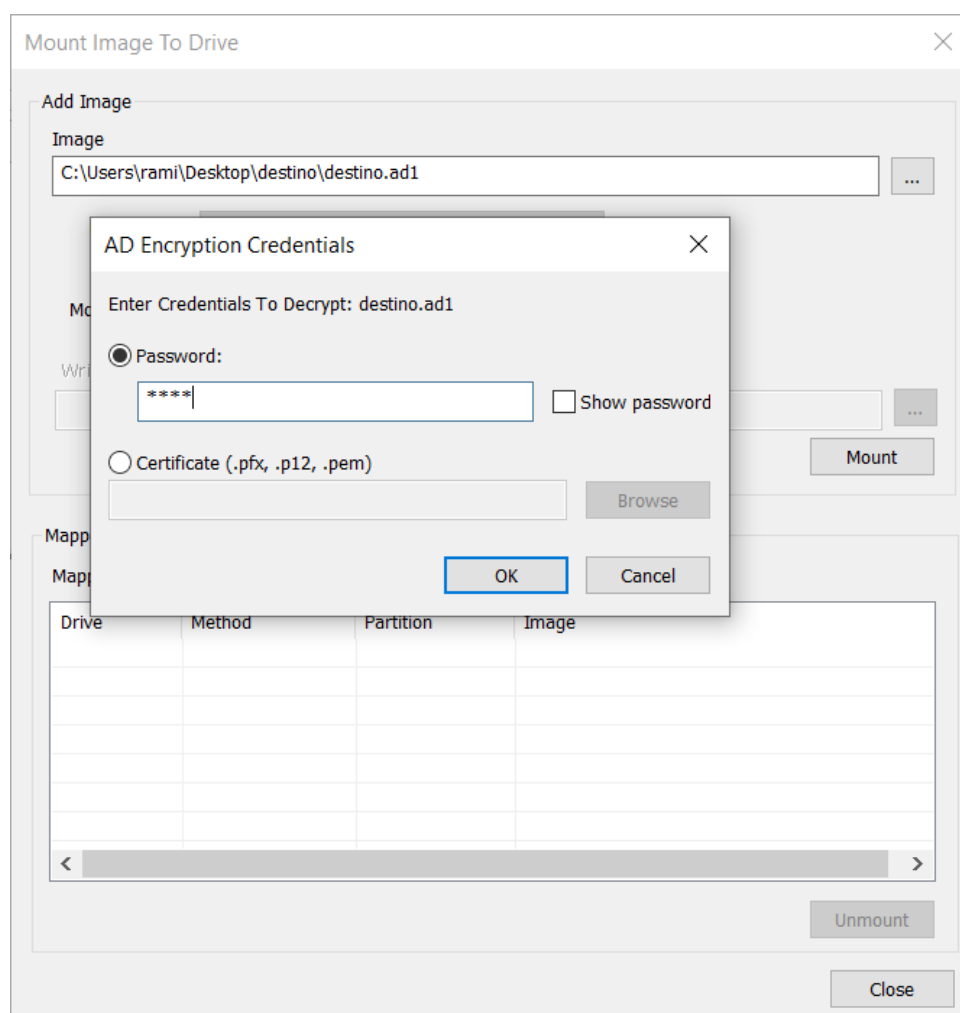 Mount Image To Drive
Add Image
Image
C:\Users\rami\Desktop\destino\destino.ad1
...
AD Encryption Credentials
Enter Credentials To Decrypt: destino.ad1
Password:
****
Show password
...
Certificate (.pfx, .p12, .pem)
Mount
Browse
OK
Cancel
Drive Method Partition Image
Unmount
Close